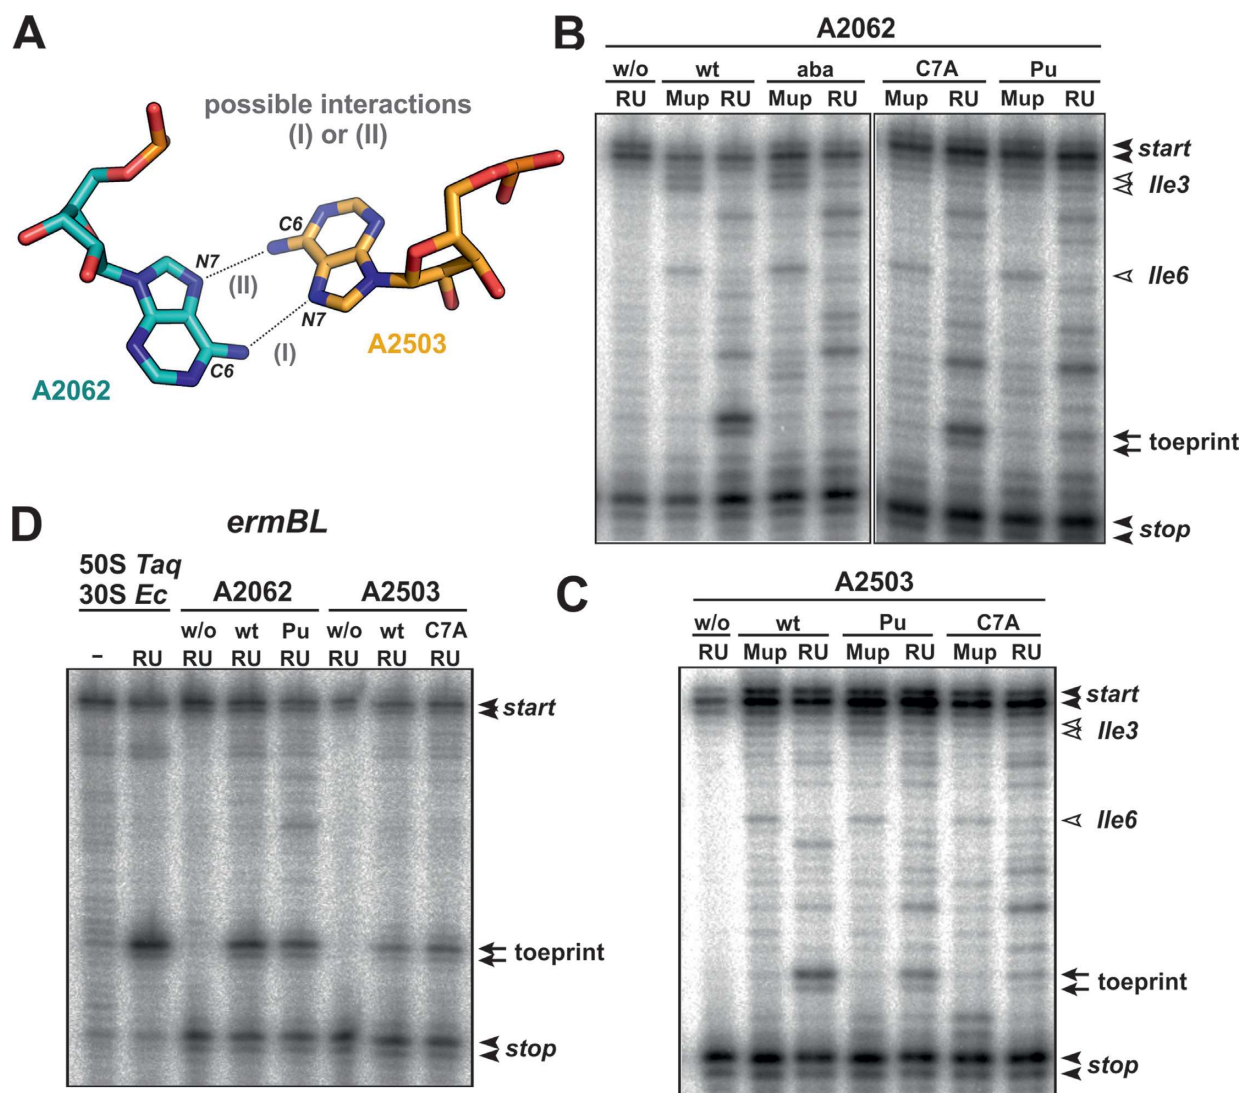 A
possible interactions
(I) or (II)
C6
N7
(II)
N7
(I)
C6
A2503
A2062
B
A2062
w/o wt aba C7A Pu
RU Mup RU Mup RU Mup RU Mup RU
start
Ile3
Ile6
toeprint
stop
D
ermBL
50S Taq
30S Ec
A2062 A2503
w/o wt Pu w/o wt C7A
– RU RU RU RU RU RU RU
start
toeprint
stop
C
A2503
w/o wt Pu C7A
RU Mup RU Mup RU Mup RU
start
Ile3
Ile6
toeprint
stop